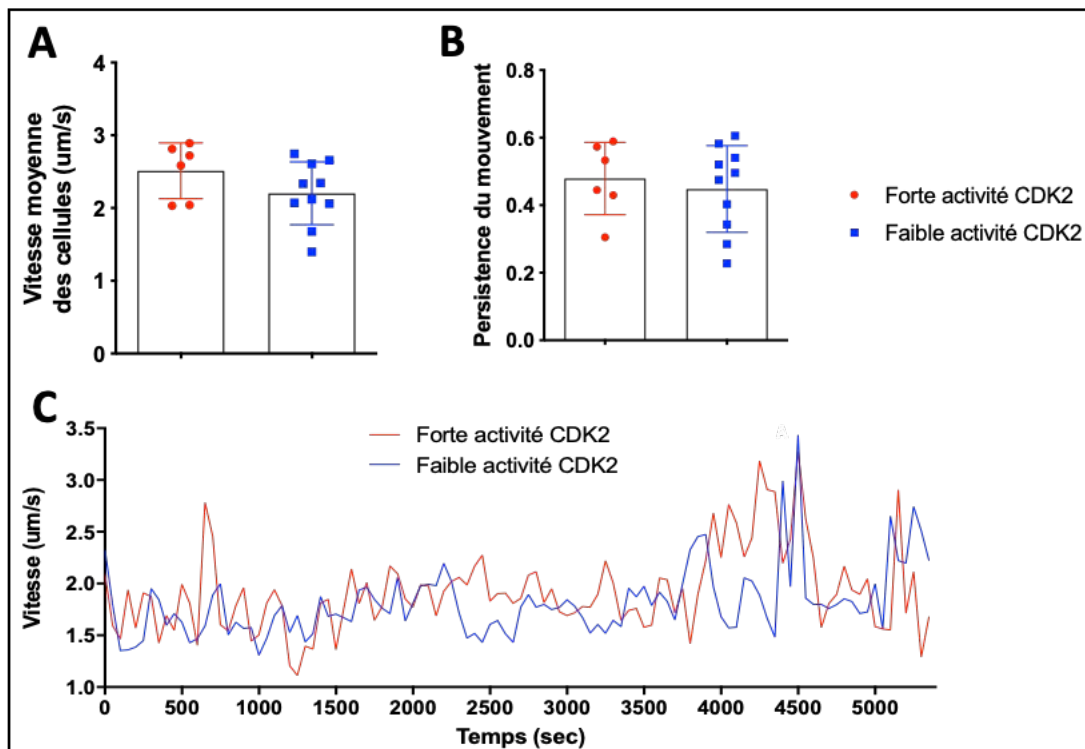 A
Vitesse moyenne
des cellules (um/s)
4
3
2
1
0
B
Persistence du mouvement
0.8
0.6
0.4
0.2
0.0
Forte activité CDK2
Faible activité CDK2
C
Forte activité CDK2
Faible activité CDK2
Vitesse (um/s)
3.5
3.0
2.5
2.0
1.5
1.0
0 500 1000 1500 2000 2500 3000 3500 4000 4500 5000
Temps (sec)